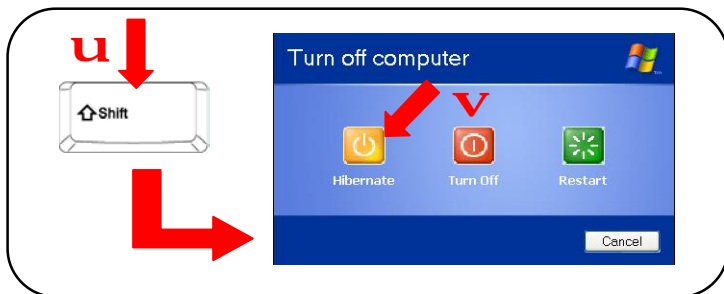 u
⇧Shift
Turn off computer
v
Hibernate Turn Off Restart
Cancel